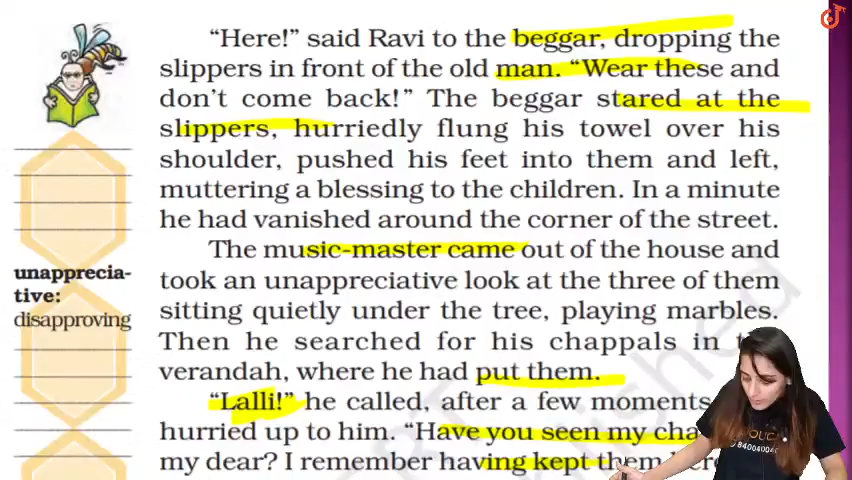 “Here!” said Ravi to the beggar, dropping the
slippers in front of the old man. “Wear these and
don’t come back!” The beggar stared at the
slippers, hurriedly flung his towel over his
shoulder, pushed his feet into them and left,
muttering a blessing to the children. In a minute
he had vanished around the corner of the street.
The music-master came out of the house and
took an unappreciative look at the three of them
sitting quietly under the tree, playing marbles.
Then he searched for his chappals in
verandah, where he had put them.
“Lalli!” he called, after a few moments
hurried up to him. “Have you seen my
my dear? I remember having kept them
unapprecia-
tive:
disapproving